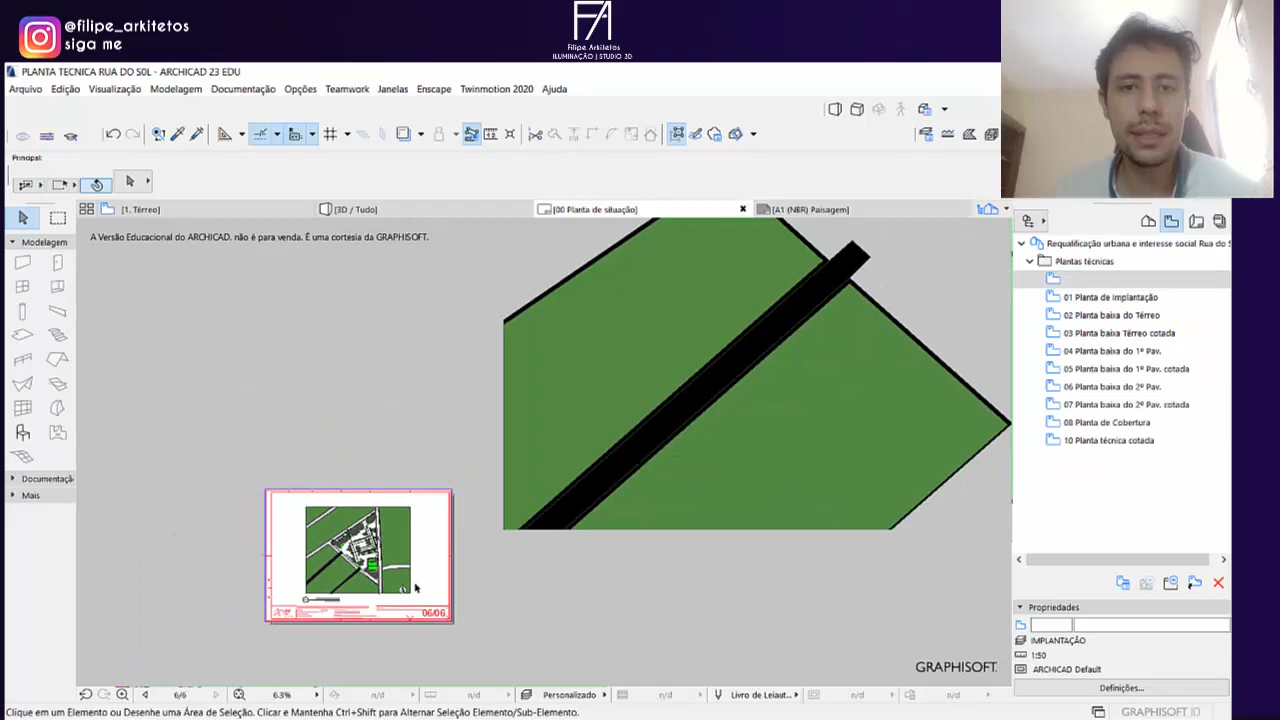 @filipe_arkitetos
siga me
FA
Filipe Arkitetos
ILUMINAÇÃO | STUDIO 3D
PLANTA TECNICA RUA DO SOL - ARCHICAD 23 EDU
Arquivo Edição Visualização Modelagem Documentação Opções Teamwork Janelas Enscape Twinmotion 2020 Ajuda
Principal:
[1. Térreo]
[3D / Tudo]
[00 Planta de situação]
[A1 (NBR) Paisagem]
A Versão Educacional do ARCHICAD, não é para venda. É uma cortesia da GRAPHISOFT.
Modelagem
Documentaçã
Mais
Requalificação urbana e interesse social Rua do S
Plantas técnicas
01 Planta de Implantação
02 Planta baixa do Térreo
03 Planta baixa Térreo cotada
04 Planta baixa do 1º Pav.
05 Planta baixa do 1º Pav. cotada
06 Planta baixa do 2º Pav.
07 Planta baixa do 2º Pav. cotada
08 Planta de Cobertura
10 Planta técnica cotada
06/06
Propriedades
IMPLANTAÇÃO
1:50
ARCHICAD Default
Definições...
GRAPHISOFT.
6/6
6.3%
n/d
n/d
Personalizado
n/d
Livro de Leiaut...
n/d
n/d
Clique em um Elemento ou Desenhe uma Área de Seleção. Clicar e Mantenha Ctrl+Shift para Alternar Seleção Elemento/Sub-Elemento.
GRAPHISOFT ID